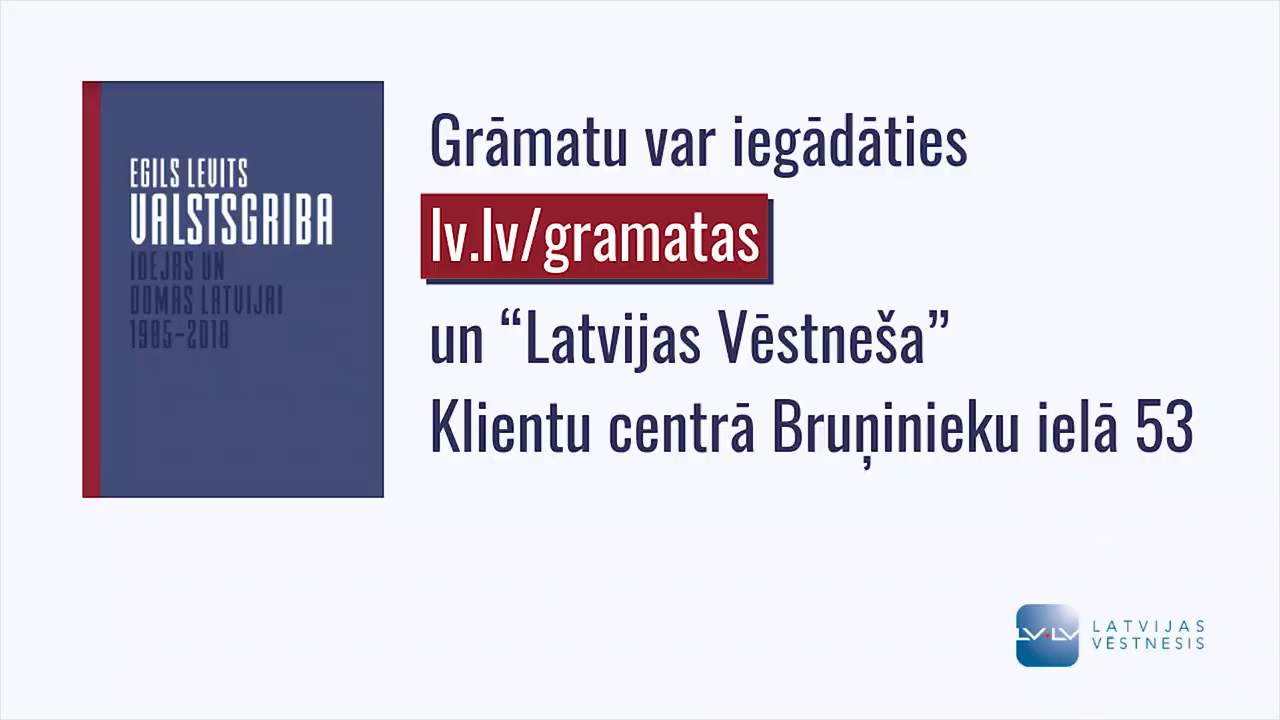 EGILS LEVITS
VALSTSGRIBA
IDEJAS UN
DOMAS LATVIJAI
1985–2018
Grāmatu var iegādāties
lv.lv/gramatas
un “Latvijas Vēstneša”
Klientu centrā Bruņinieku ielā 53
LV.LV
LATVIJAS
VĒSTNESIS